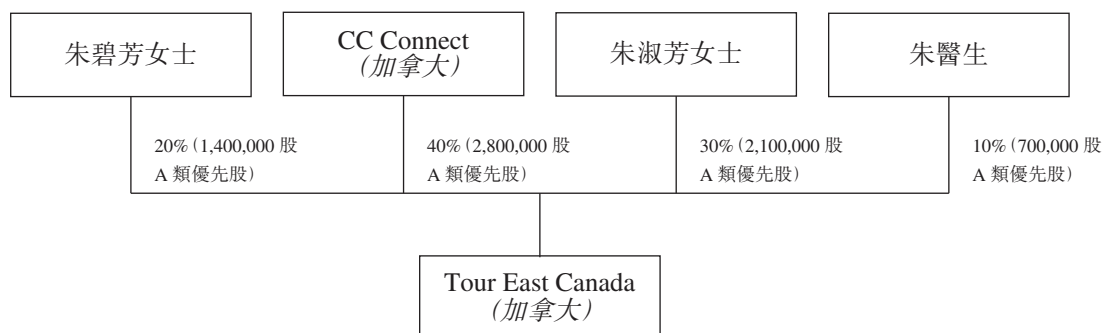 朱碧芳女士
CC Connect
(加拿大)
朱淑芳女士
朱醫生
20% (1,400,000 股
A 類優先股)
40% (2,800,000 股
A 類優先股)
30% (2,100,000 股
A 類優先股)
10% (700,000 股
A 類優先股)
Tour East Canada
(加拿大)